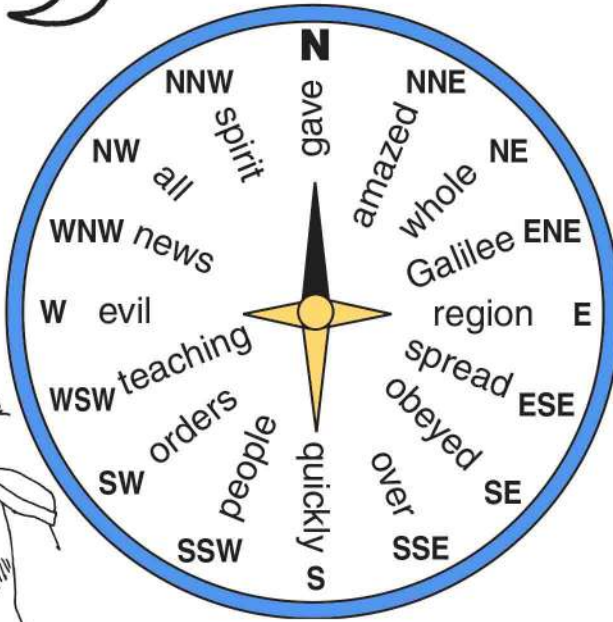 N
gave
NNE
amazed
NE
whole
ENE
Galilee
E
region
ESE
spread
SE
obeyed
SSE
over
S
quickly
SSW
people
SW
orders
WSW
teaching
W
evil
WNW
news
NW
all
NNW
spirit